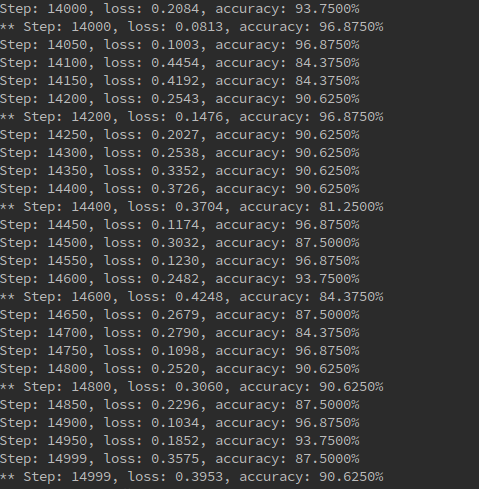 Step: 14000, loss: 0.2084, accuracy: 93.7500%
** Step: 14000, loss: 0.0813, accuracy: 96.8750%
Step: 14050, loss: 0.1003, accuracy: 96.8750%
Step: 14100, loss: 0.4454, accuracy: 84.3750%
Step: 14150, loss: 0.4192, accuracy: 84.3750%
Step: 14200, loss: 0.2543, accuracy: 90.6250%
** Step: 14200, loss: 0.1476, accuracy: 96.8750%
Step: 14250, loss: 0.2027, accuracy: 90.6250%
Step: 14300, loss: 0.2538, accuracy: 90.6250%
Step: 14350, loss: 0.3352, accuracy: 90.6250%
Step: 14400, loss: 0.3726, accuracy: 90.6250%
** Step: 14400, loss: 0.3704, accuracy: 81.2500%
Step: 14450, loss: 0.1174, accuracy: 96.8750%
Step: 14500, loss: 0.3032, accuracy: 87.5000%
Step: 14550, loss: 0.1230, accuracy: 96.8750%
Step: 14600, loss: 0.2482, accuracy: 93.7500%
** Step: 14600, loss: 0.4248, accuracy: 84.3750%
Step: 14650, loss: 0.2679, accuracy: 87.5000%
Step: 14700, loss: 0.2790, accuracy: 84.3750%
Step: 14750, loss: 0.1098, accuracy: 96.8750%
Step: 14800, loss: 0.2520, accuracy: 90.6250%
** Step: 14800, loss: 0.3060, accuracy: 90.6250%
Step: 14850, loss: 0.2296, accuracy: 87.5000%
Step: 14900, loss: 0.1034, accuracy: 96.8750%
Step: 14950, loss: 0.1852, accuracy: 93.7500%
Step: 14999, loss: 0.3575, accuracy: 87.5000%
** Step: 14999, loss: 0.3953, accuracy: 90.6250%